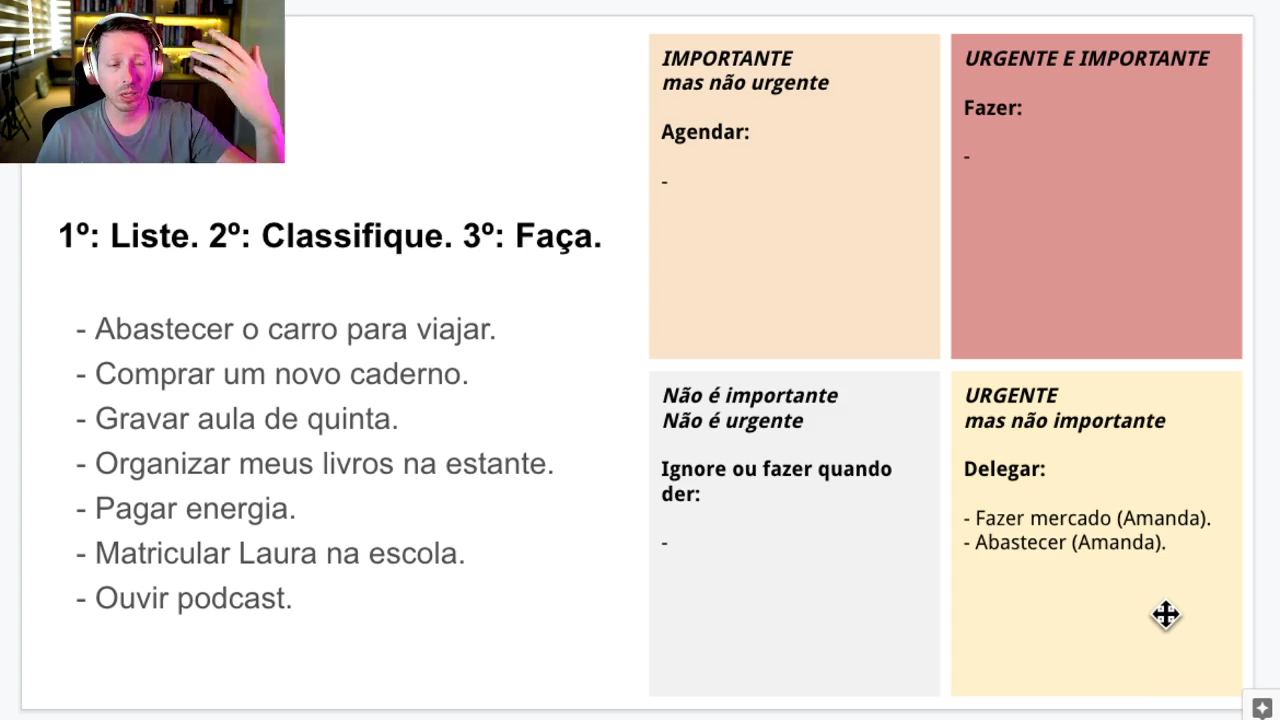 1º: Liste. 2º: Classifique. 3º: Faça.
- Abastecer o carro para viajar.
- Comprar um novo caderno.
- Gravar aula de quinta.
- Organizar meus livros na estante.
- Pagar energia.
- Matricular Laura na escola.
- Ouvir podcast.
IMPORTANTE
mas não urgente
Agendar:
-
URGENTE E IMPORTANTE
Fazer:
-
Não é importante
Não é urgente
Ignore ou fazer quando
der:
-
URGENTE
mas não importante
Delegar:
- Fazer mercado (Amanda).
- Abastecer (Amanda).